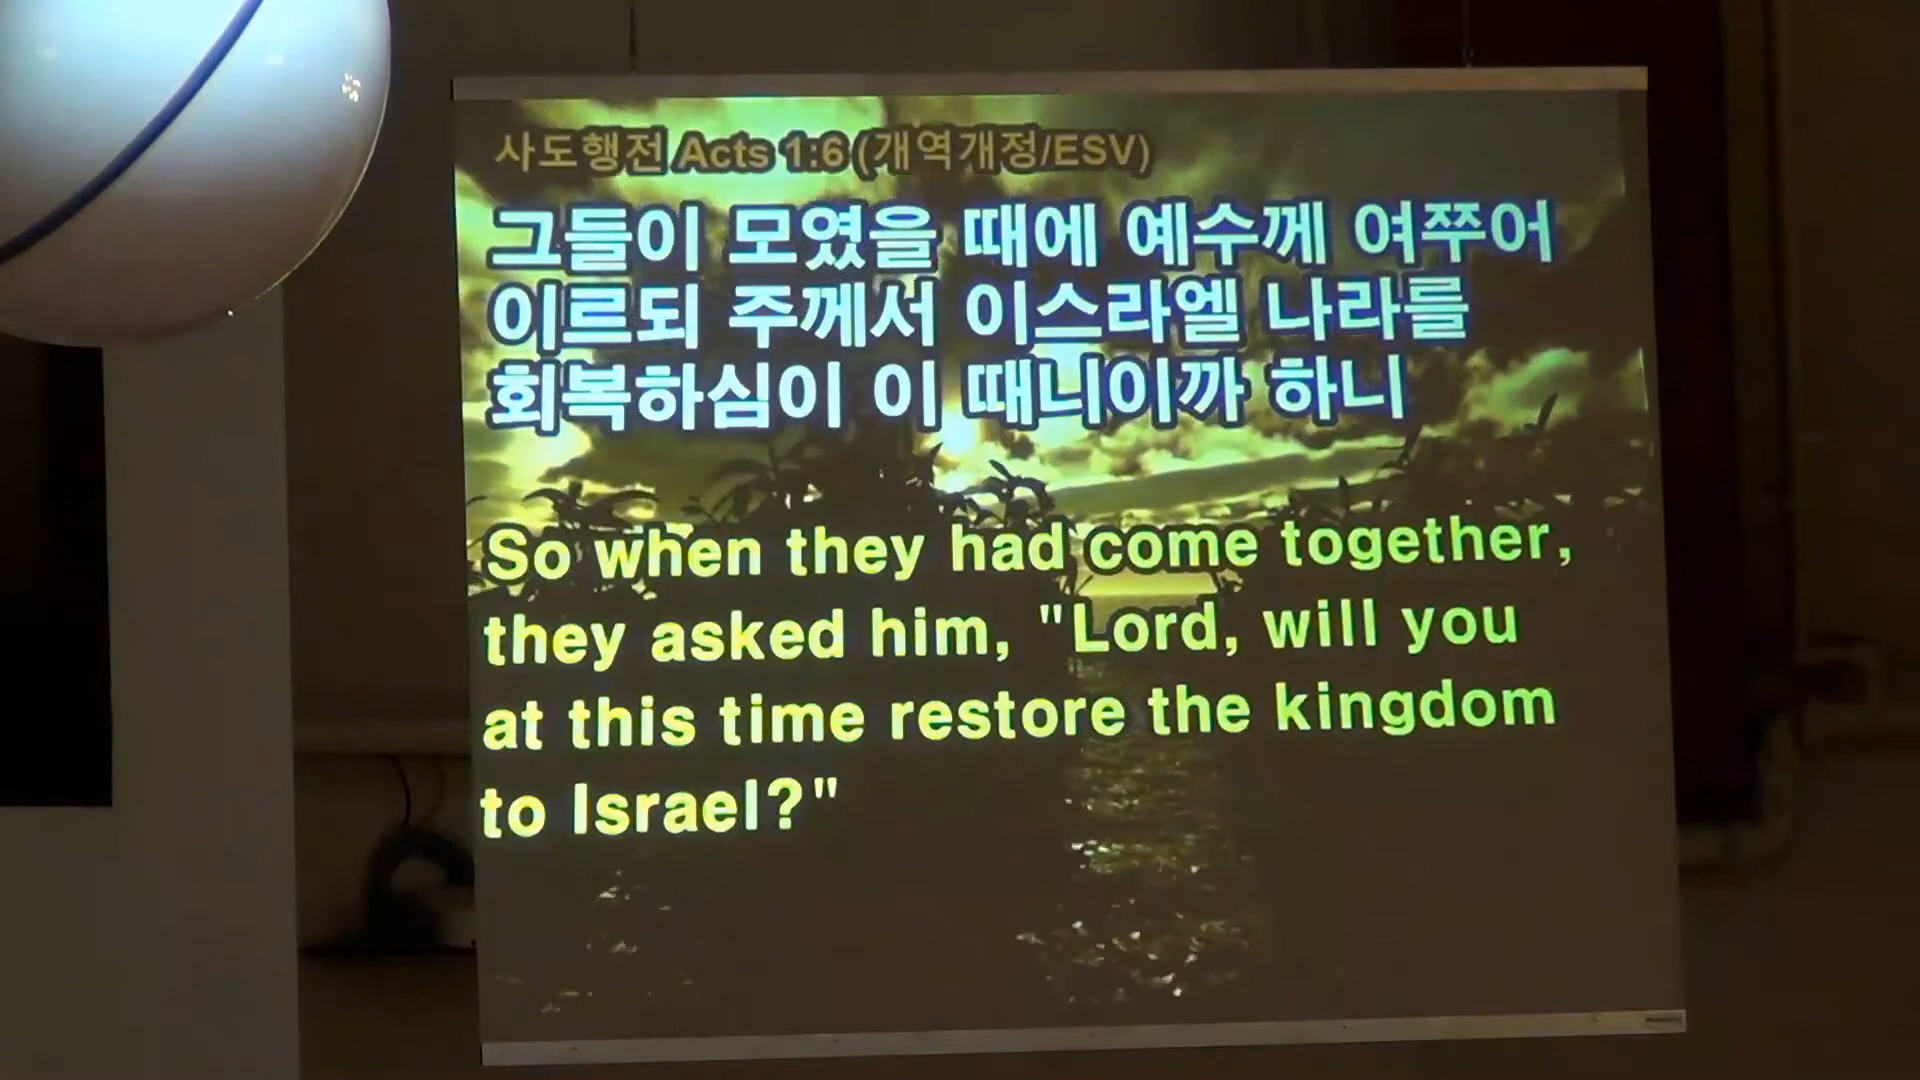 사도행전 Acts 1:6 (개역개정/ESV)
그들이 모였을 때에 예수께 여쭈어
이르되 주께서 이스라엘 나라를
회복하심이 이 때니이까 하니
So when they had come together,
they asked him, "Lord, will you
at this time restore the kingdom
to Israel?"